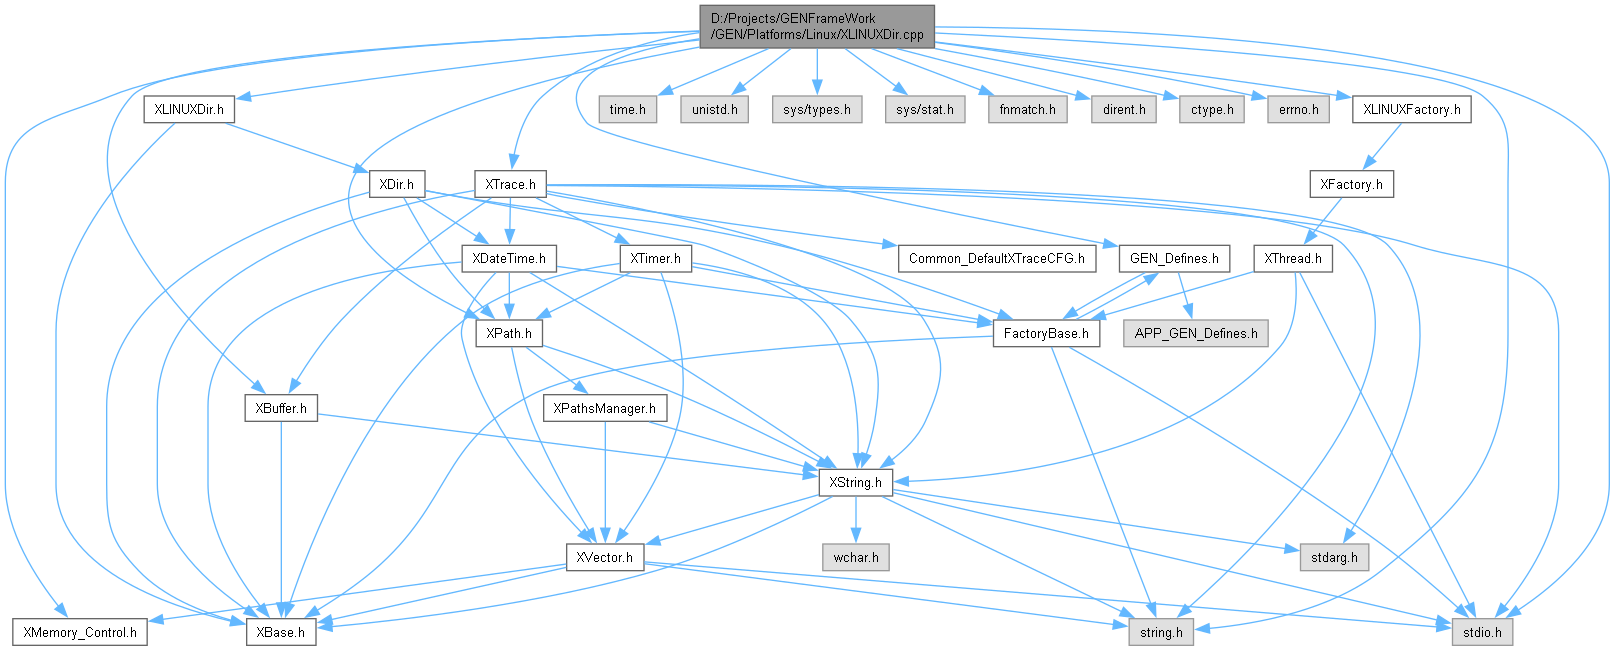 D:/Projects/GENFrameWork
/GEN/Platforms/Linux/XLINUXDir.cpp
XLINUXDir.h
time.h
unistd.h
sys/types.h
sys/stat.h
fnmatch.h
dirent.h
ctype.h
errno.h
XLINUXFactory.h
XDir.h
XTrace.h
XFactory.h
XDateTime.h
XTimer.h
Common_DefaultXTraceCFG.h
GEN_Defines.h
XThread.h
XPath.h
FactoryBase.h
APP_GEN_Defines.h
XBuffer.h
XPathsManager.h
XString.h
XVector.h
wchar.h
stdarg.h
XMemory_Control.h
XBase.h
string.h
stdio.h